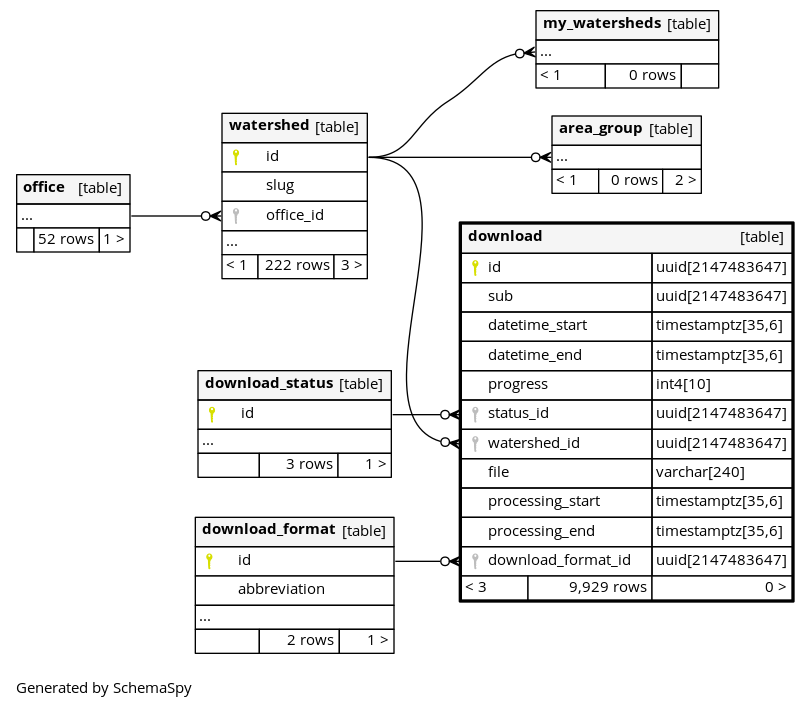 my_watersheds [table]
...
< 1 0 rows
watershed [table]
id
slug
office_id
...
< 1 222 rows 3 >
area_group [table]
...
< 1 0 rows 2 >
office [table]
...
52 rows 1 >
download [table]
id uuid[2147483647]
sub uuid[2147483647]
datetime_start timestamptz[35,6]
datetime_end timestamptz[35,6]
progress int4[10]
status_id uuid[2147483647]
watershed_id uuid[2147483647]
file varchar[240]
processing_start timestamptz[35,6]
processing_end timestamptz[35,6]
download_format_id uuid[2147483647]
< 3 9,929 rows 0 >
download_status [table]
id
...
3 rows 1 >
download_format [table]
id
abbreviation
...
2 rows 1 >
Generated by SchemaSpy